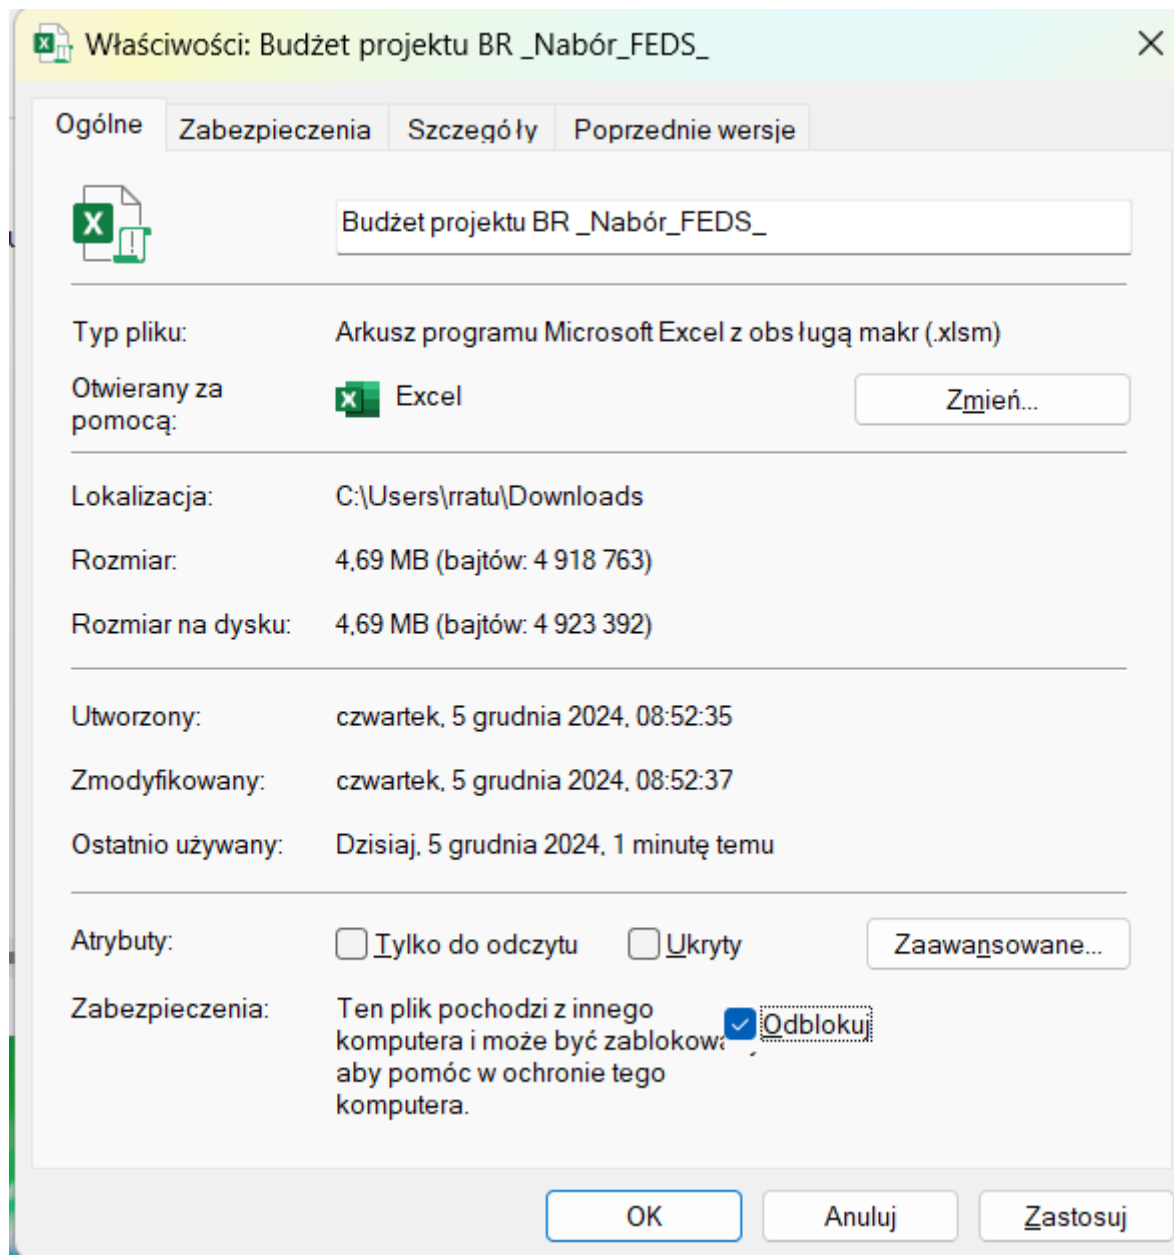 Właściwości: Budżet projektu BR _Nabór_FEDS_
Ogólne
Zabezpieczenia
Szczegóły
Poprzednie wersje
Budżet projektu BR _Nabór_FEDS_
Typ pliku:
Arkusz programu Microsoft Excel z obsługą makr (.xlsm)
Otwierany za
pomocą:
Excel
Zmień...
Lokalizacja:
C:\Users\rratu\Downloads
Rozmiar:
4,69 MB (bajtów: 4 918 763)
Rozmiar na dysku:
4,69 MB (bajtów: 4 923 392)
Utworzony:
czwartek, 5 grudnia 2024, 08:52:35
Zmodyfikowany:
czwartek, 5 grudnia 2024, 08:52:37
Ostatnio używany:
Dzisiaj, 5 grudnia 2024, 1 minutę temu
Atrybuty:
Tylko do odczytu
Ukryty
Zaawansowane...
Zabezpieczenia:
Ten plik pochodzi z innego
komputera i może być
aby pomóc w ochronie tego
komputera.
Odblokuj
OK
Anuluj
Zastosuj